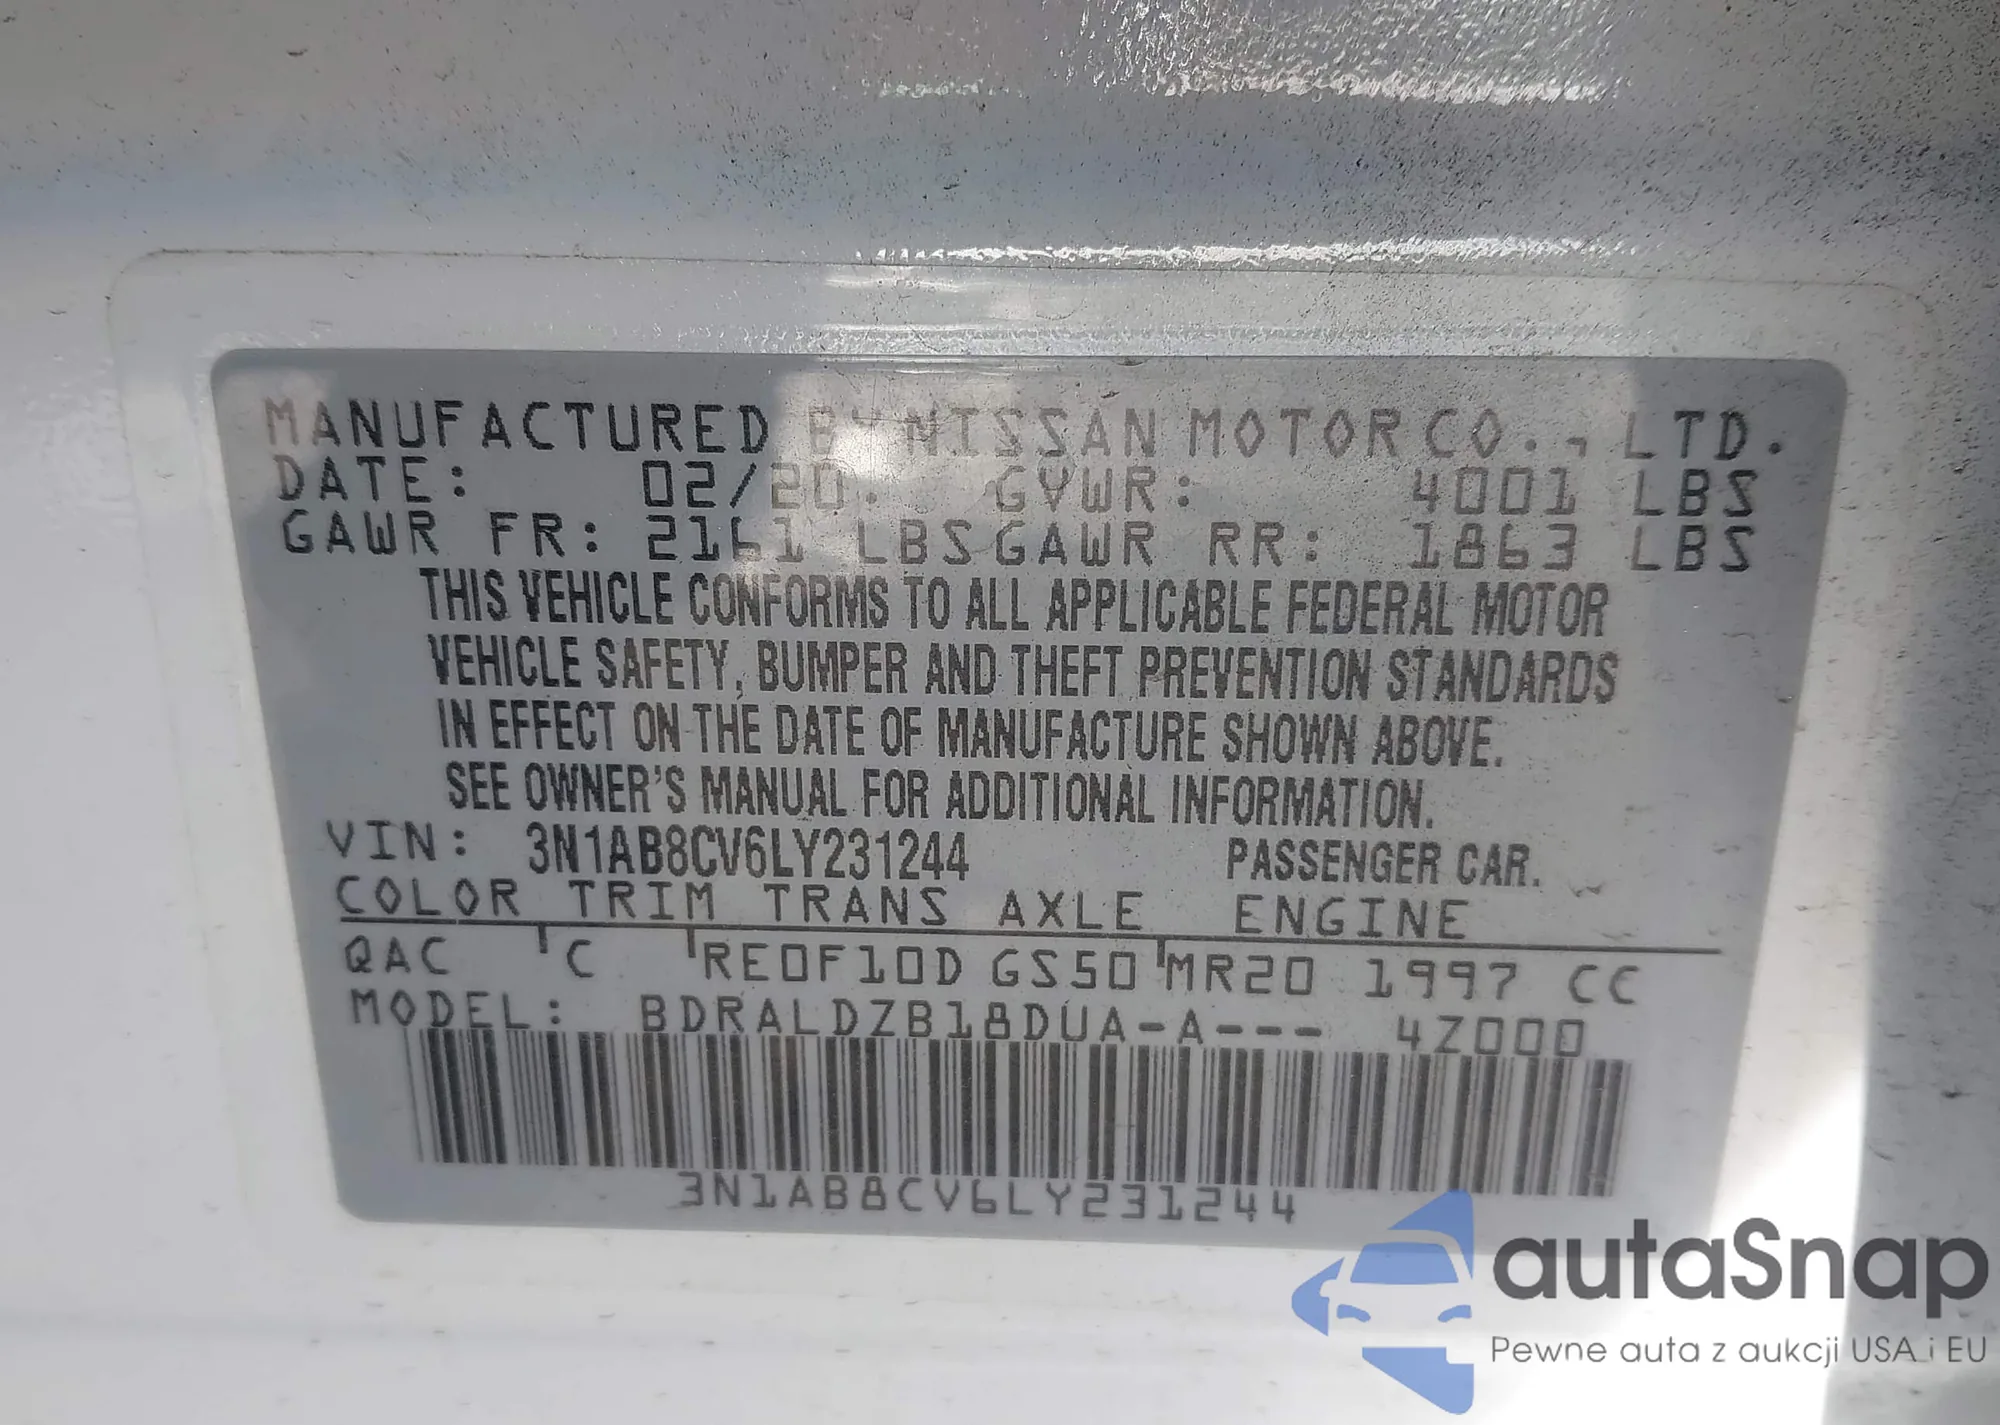 MANUFACTURED BY NISSAN MOTOR CO., LTD.
DATE: 02/20. GVWR: 4001 LBS
GAWR FR: 2161 LBS GAWR RR: 1863 LBS
THIS VEHICLE CONFORMS TO ALL APPLICABLE FEDERAL MOTOR
VEHICLE SAFETY, BUMPER AND THEFT PREVENTION STANDARDS
IN EFFECT ON THE DATE OF MANUFACTURE SHOWN ABOVE.
SEE OWNER'S MANUAL FOR ADDITIONAL INFORMATION.
VIN: 3N1AB8CV6LY231244 PASSENGER CAR.
COLOR TRIM TRANS AXLE ENGINE
QAC C RE0F10D GS50 MR20 1997 CC
MODEL: BDRALDZB18DUA-A--- 4Z000
3N1AB8CV6LY231244
autaSnap
Pewne auta z aukcji USA i EU